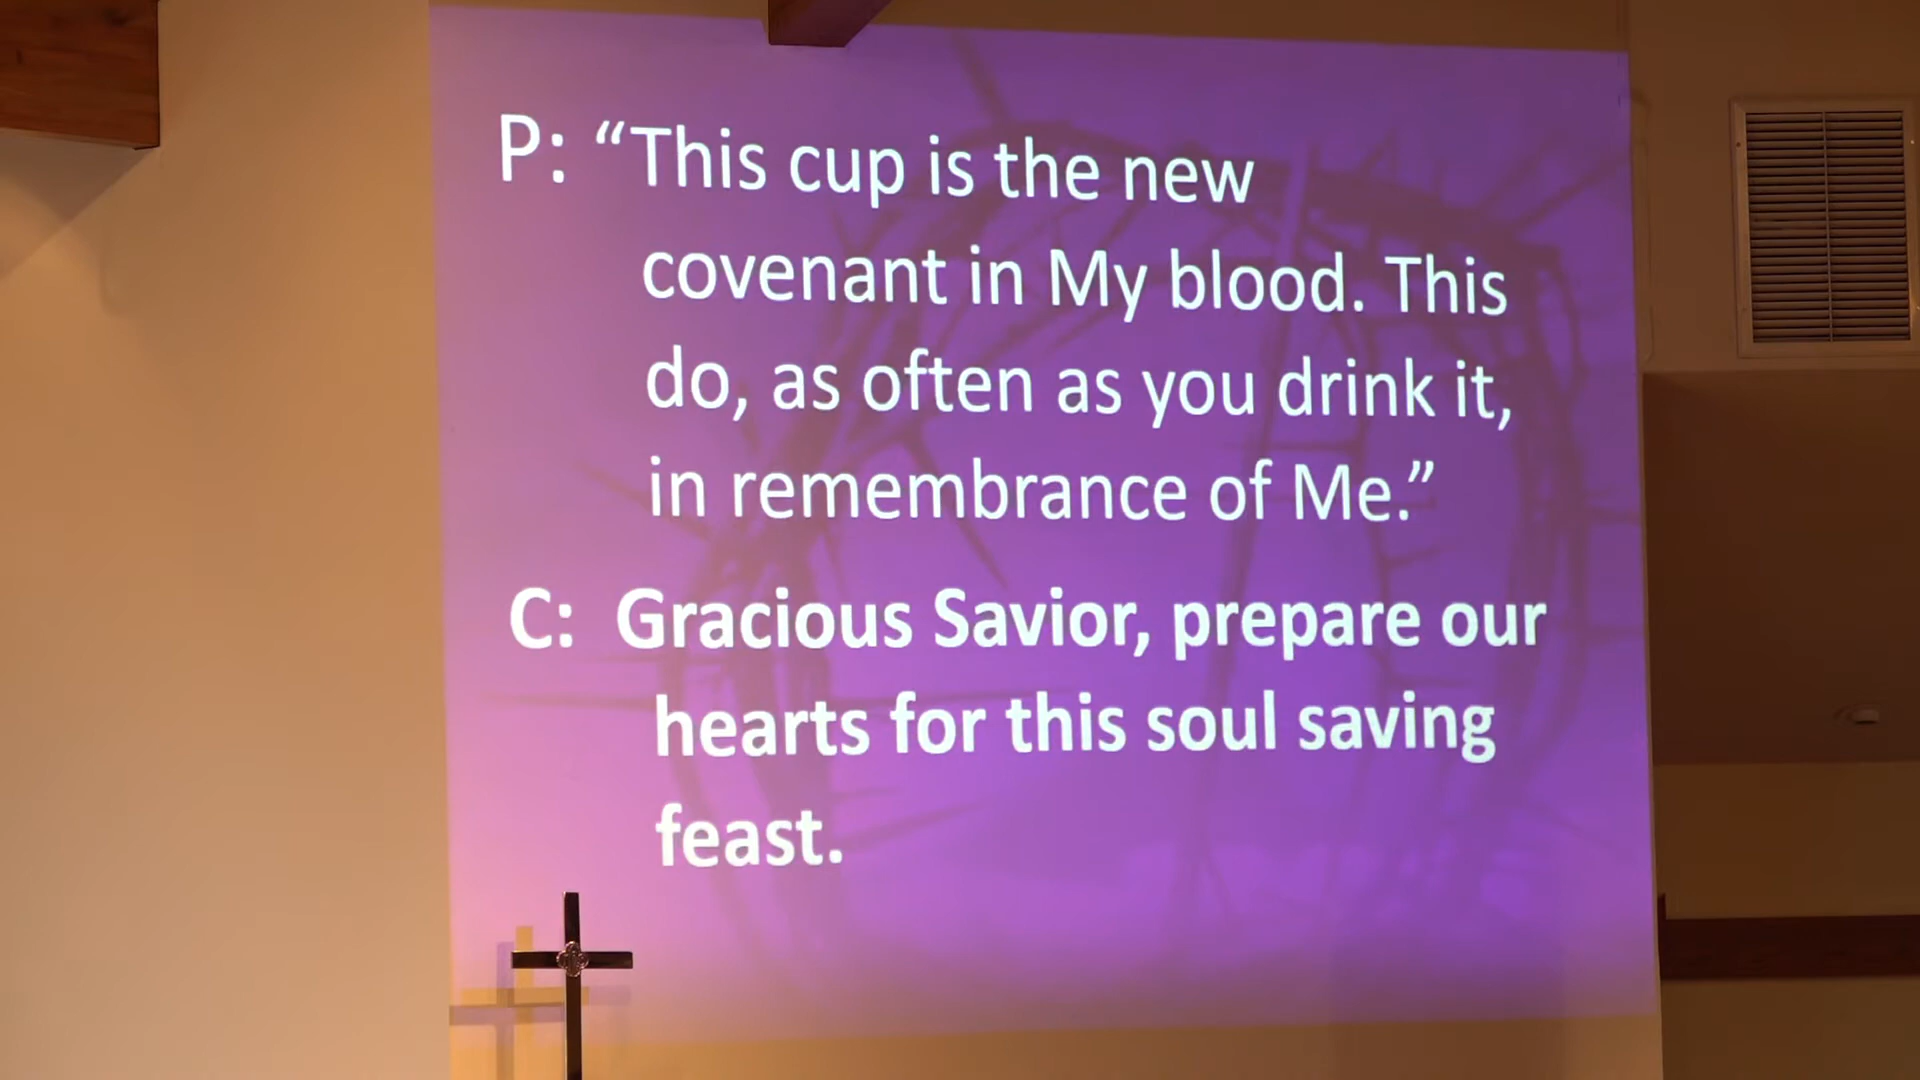 P: “This cup is the new
covenant in My blood. This
do, as often as you drink it,
in remembrance of Me.”
C: Gracious Savior, prepare our
hearts for this soul saving
feast.